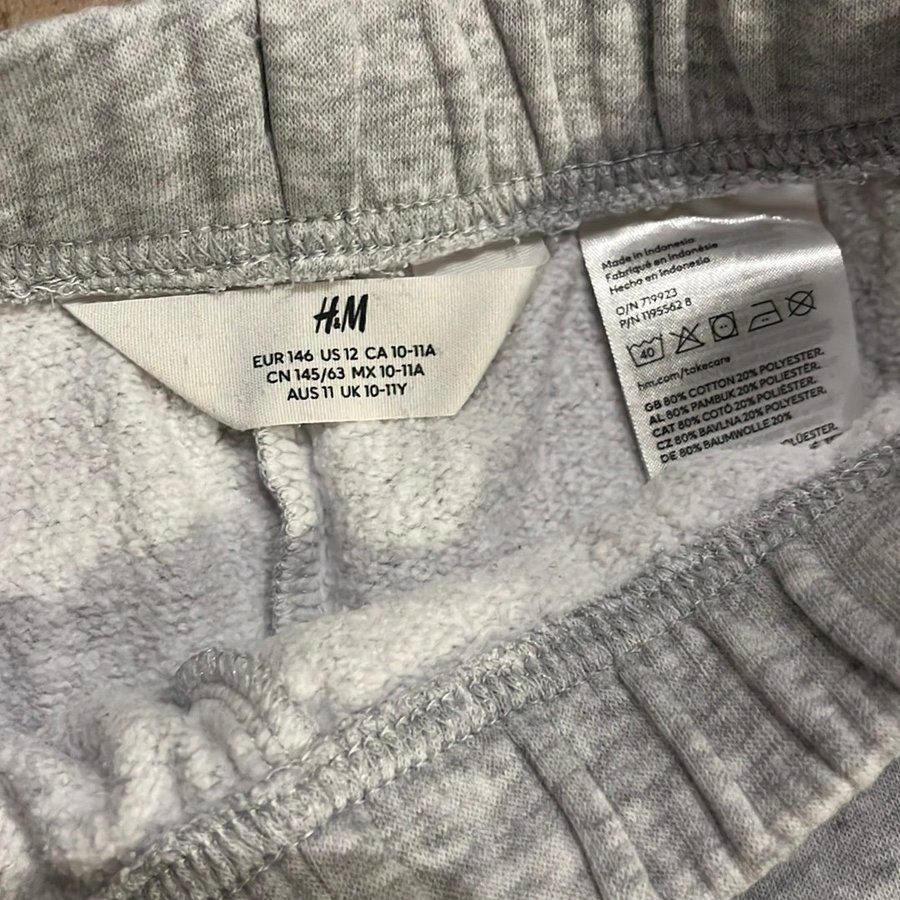 H&M
EUR 146 US 12 CA 10-11A
CN 145/63 MX 10-11A
AUS 11 UK 10-11Y
Made in Indonesia
Fabriqué en Indonésie
Hecho en Indonesia
O/N 719923
P/N 1195562 8
40
hm.com/takecare
GB 80% COTTON 20% POLYESTER.
AL 80% PAMBUK 20% POLIESTER.
CAT 80% COTÓ 20% POLIÈSTER.
CZ 80% BAVLNA 20% POLYESTER.
DE 80% BAUMWOLLE 20%